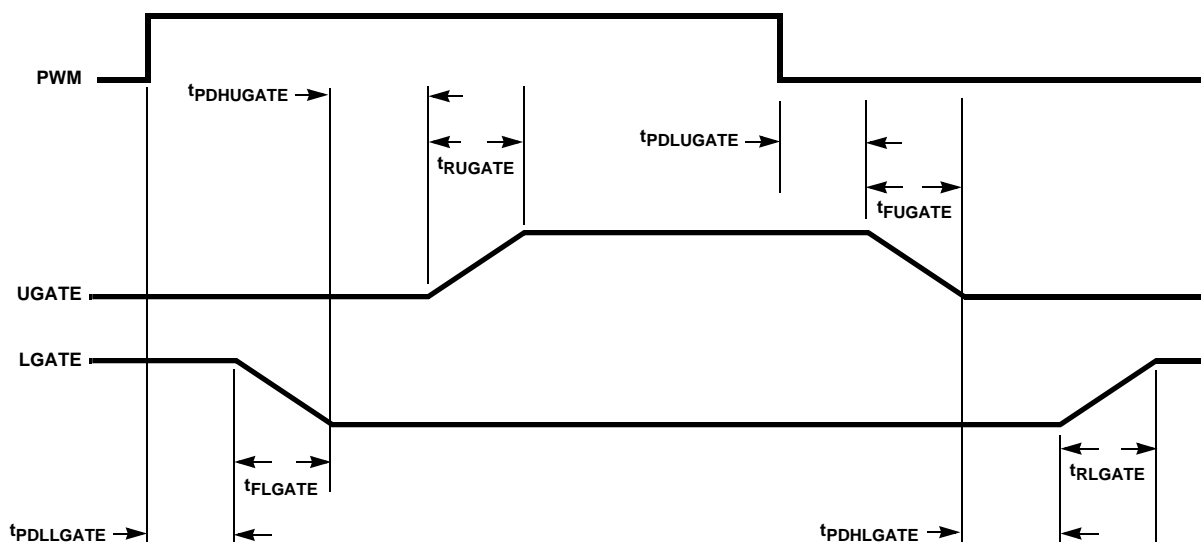 PWM
tPDHUGATE
tRUGATE
tPDLUGATE
tFUGATE
UGATE
LGATE
tFLGATE
tRLGATE
tPDLLGATE
tPDHLGATE